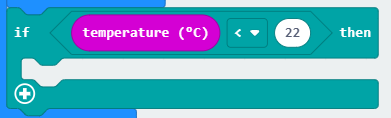 if temperature (°C) < 22 then